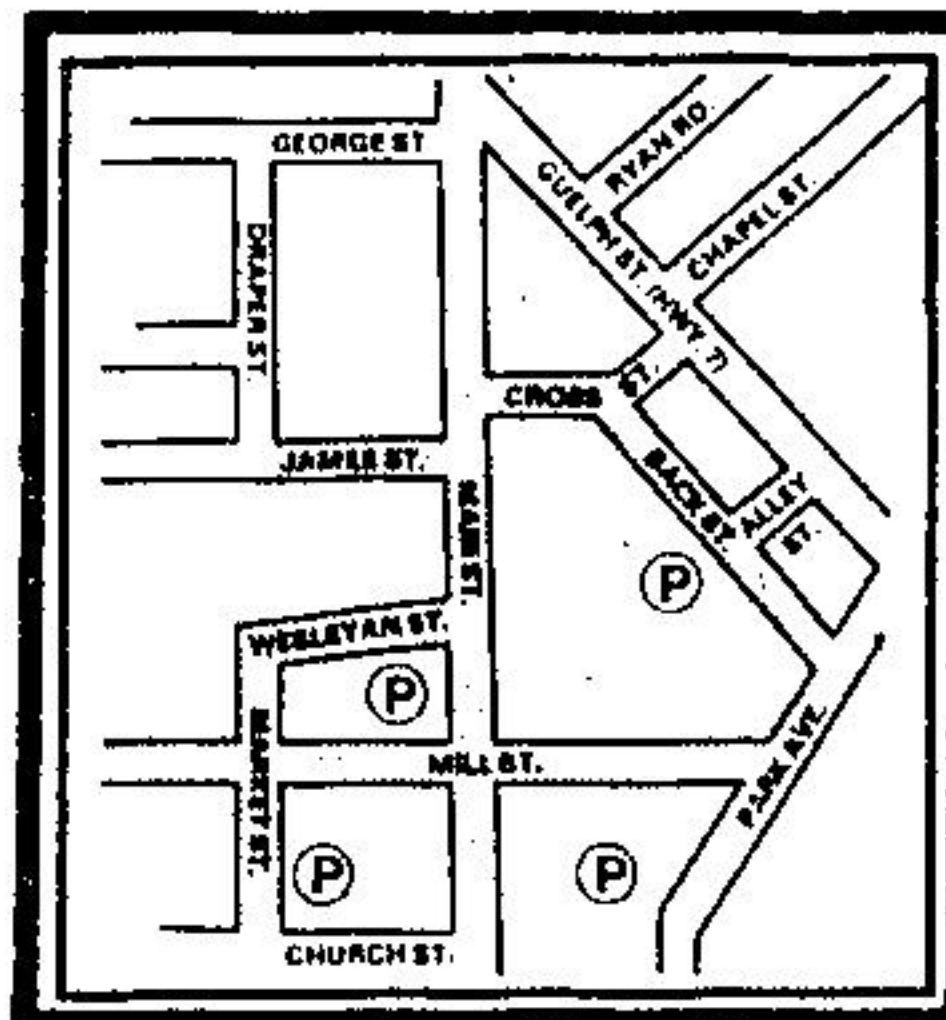 GEORGE ST
RYAN RD.
GUELPH ST. (HWY. 7)
CHAPEL ST.
DRAPER ST.
CROSS ST.
JAMES ST.
MAIN ST.
BACK ST.
ALLEY ST.
P
WESLEYAN ST.
P
MARKET ST.
MILL ST.
PARK AVE.
P
P
CHURCH ST.